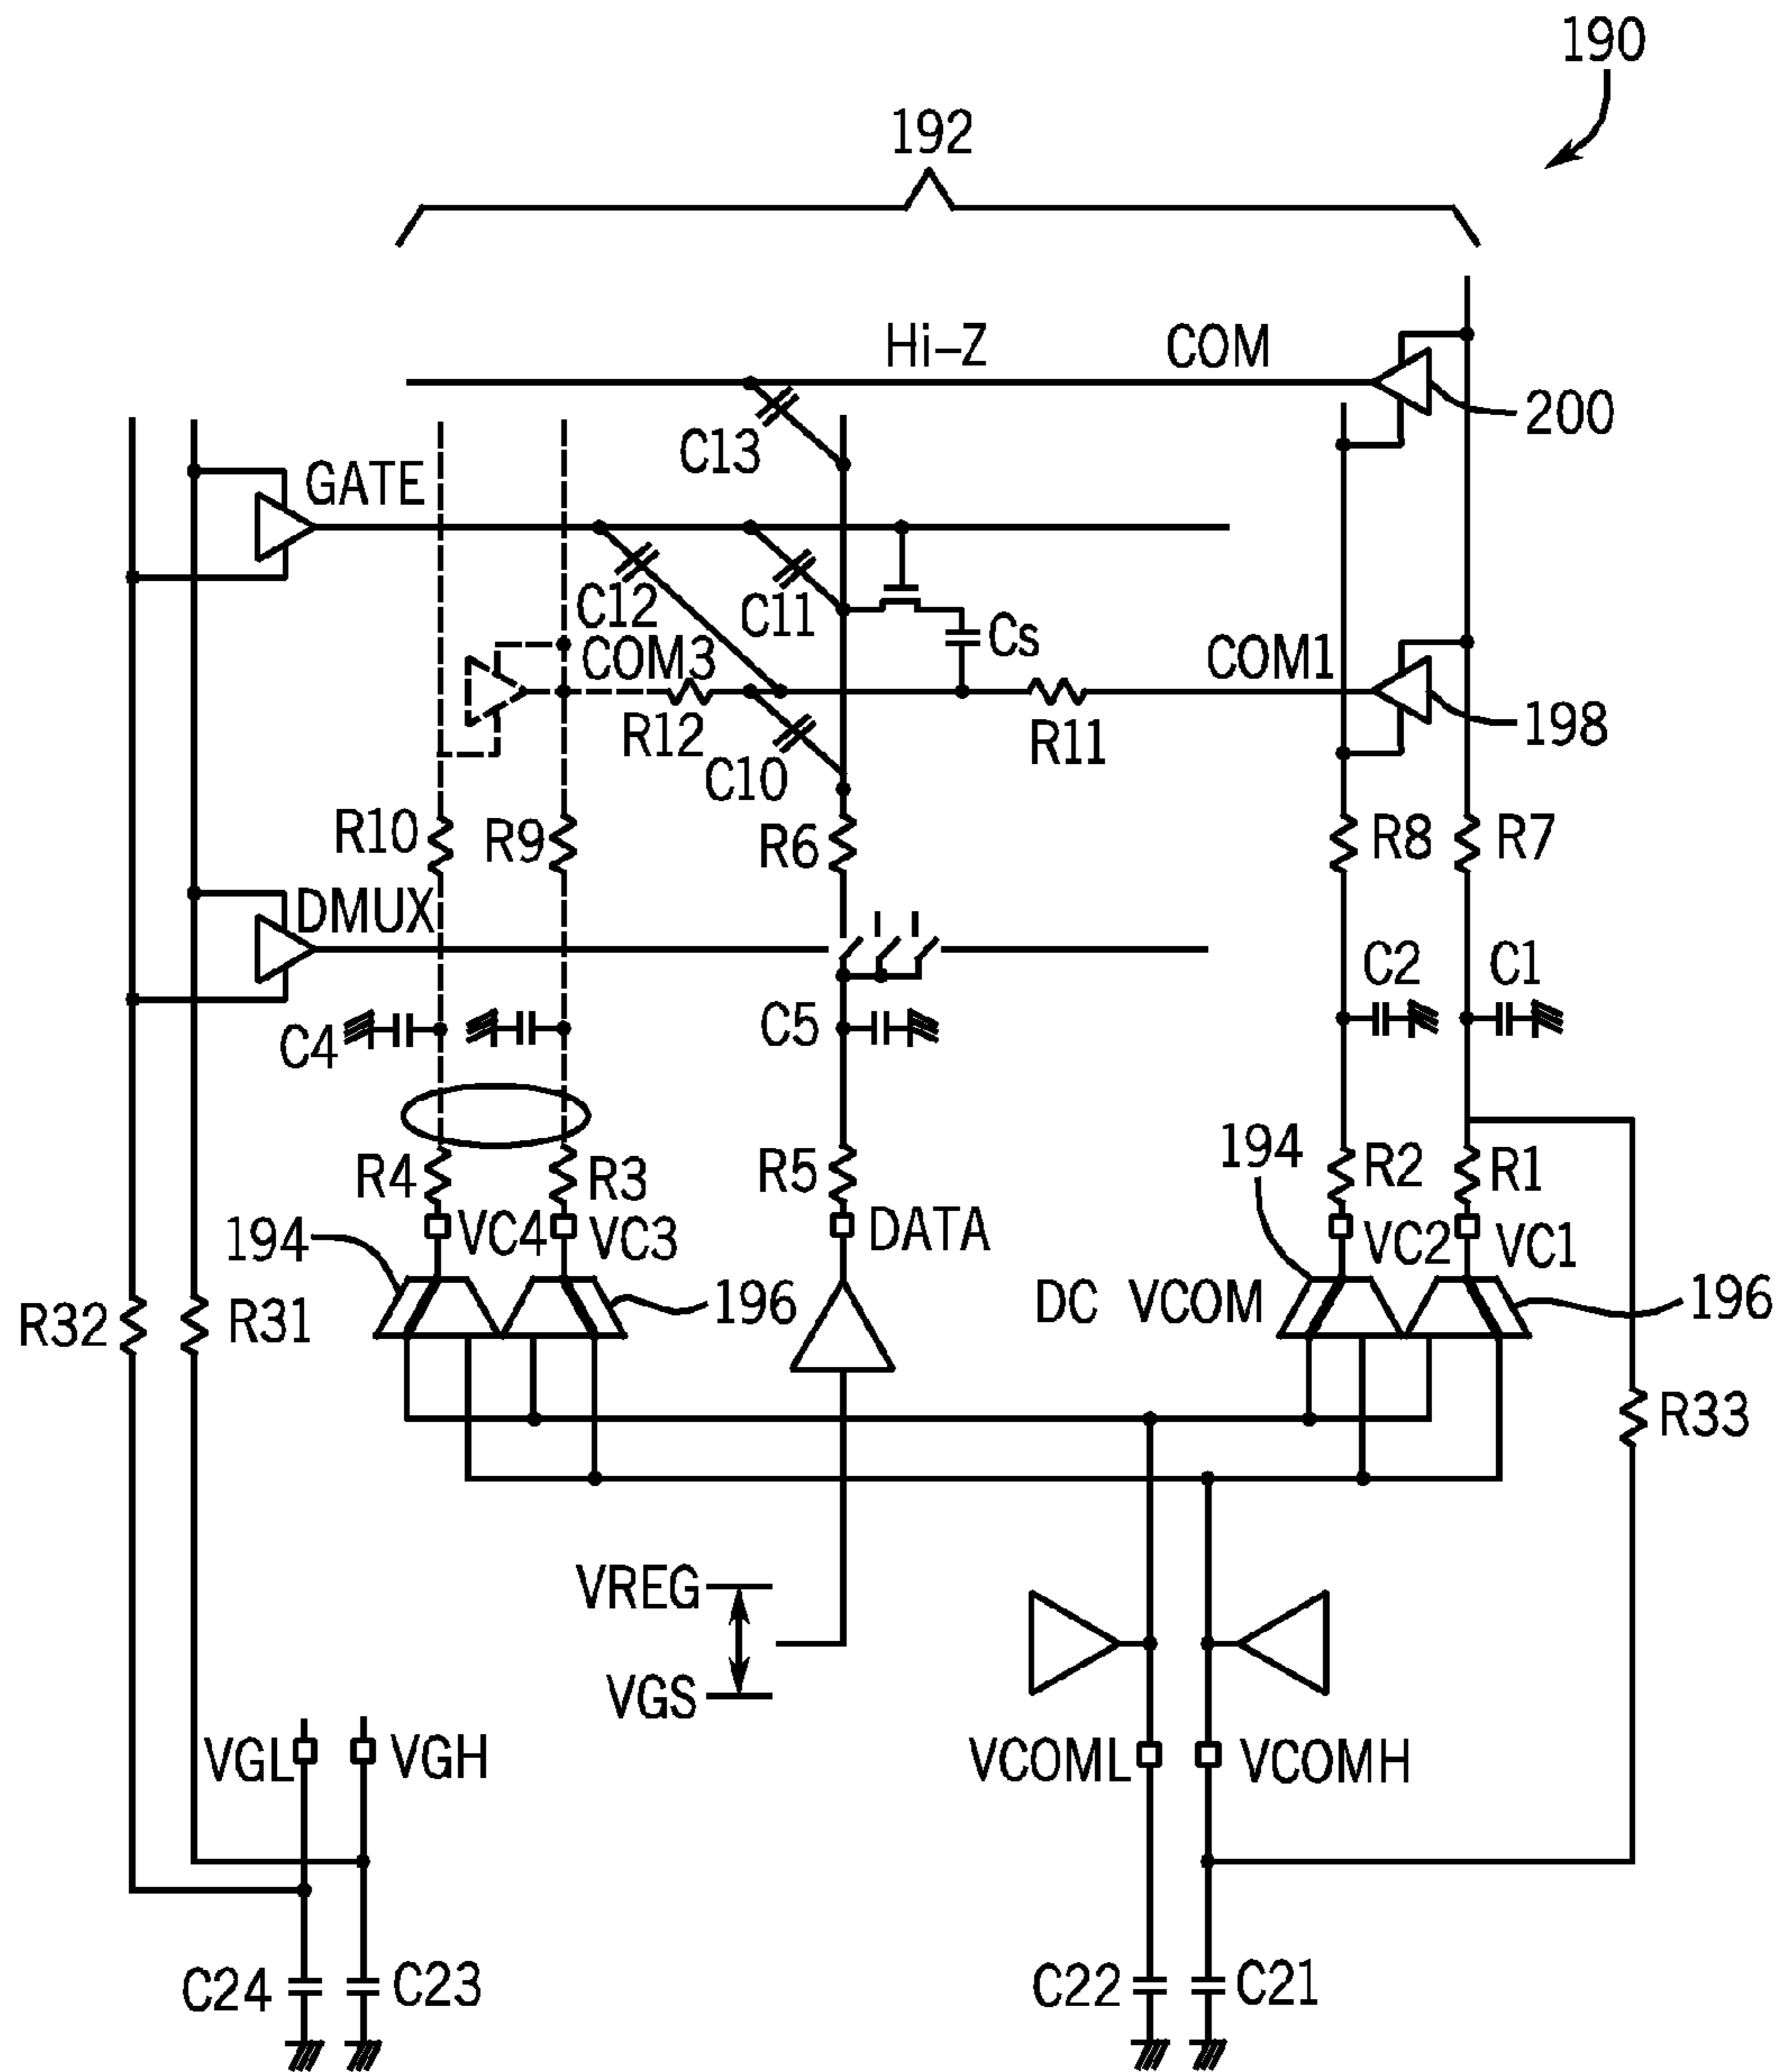 190
192
Hi-Z COM
200
C13
GATE
C12 C11 Cs
COM3 COM1
R12 R11 198
C10
R10 R9 R6 R8 R7
DMUX
C4 C5 C2 C1
R4 R3 R5 194 R2 R1
194 VC4 VC3 DATA VC2 VC1
R32 R31 196 DC VCOM 196
R33
VREG
VGS
VGL VGH VCOML VCOMH
C24 C23 C22 C21